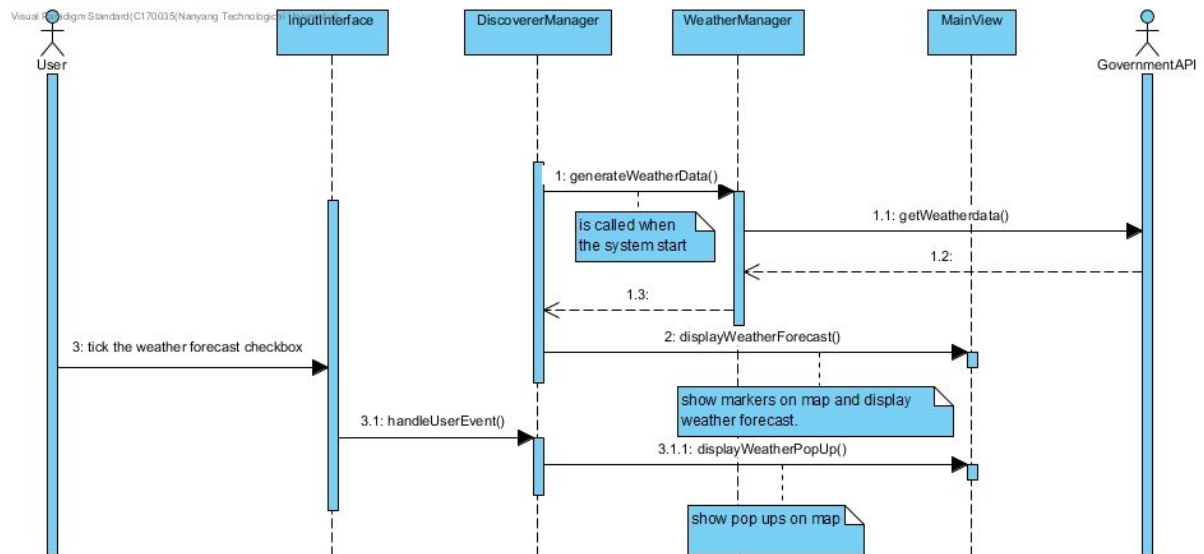 Visual Paradigm Standard(C170035(Nanyang Technological
User
InputInterface
DiscovererManager
WeatherManager
MainView
GovernmentAPI
1: generateWeatherData()
is called when
the system start
1.1: getWeatherdata()
1.2:
1.3:
2: displayWeatherForecast()
3: tick the weather forecast checkbox
show markers on map and display
weather forecast.
3.1: handleUserEvent()
3.1.1: displayWeatherPopUp()
show pop ups on map